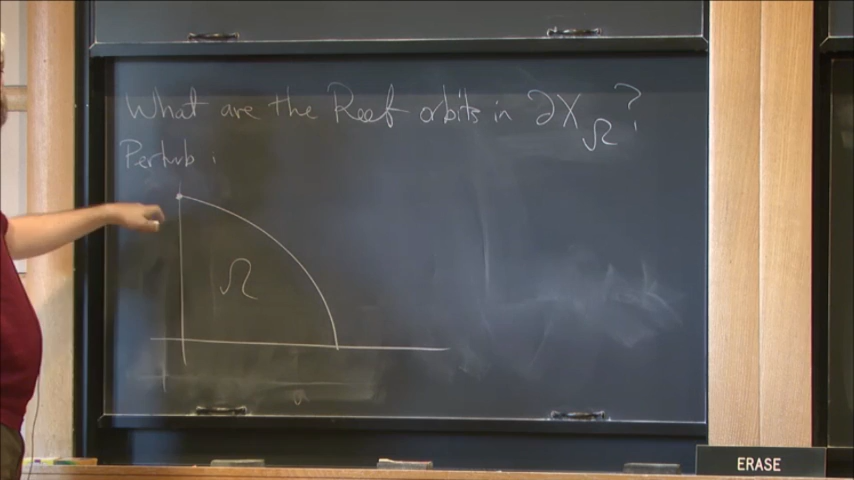 What are the Reeb orbits in ∂X_Ω?
Perturb:
Ω
a
ERASE